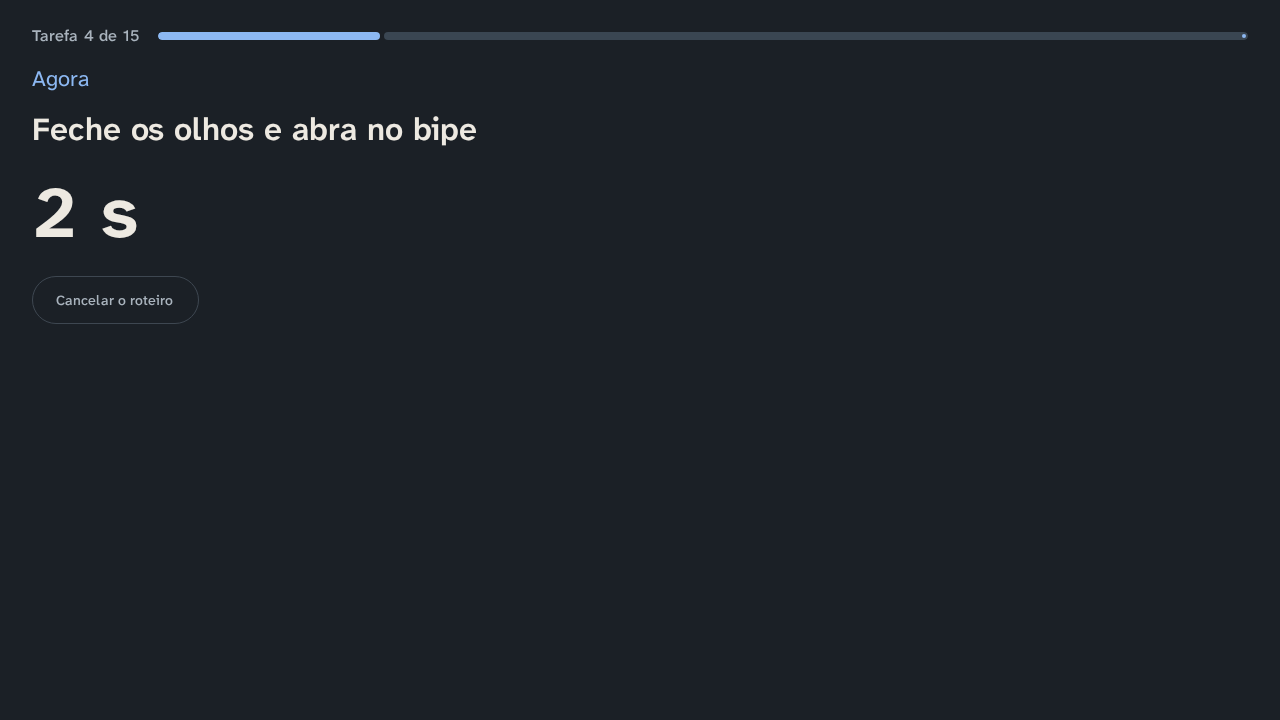 Tarefa 4 de 15
Agora
Feche os olhos e abra no bipe
2 s
Cancelar o roteiro